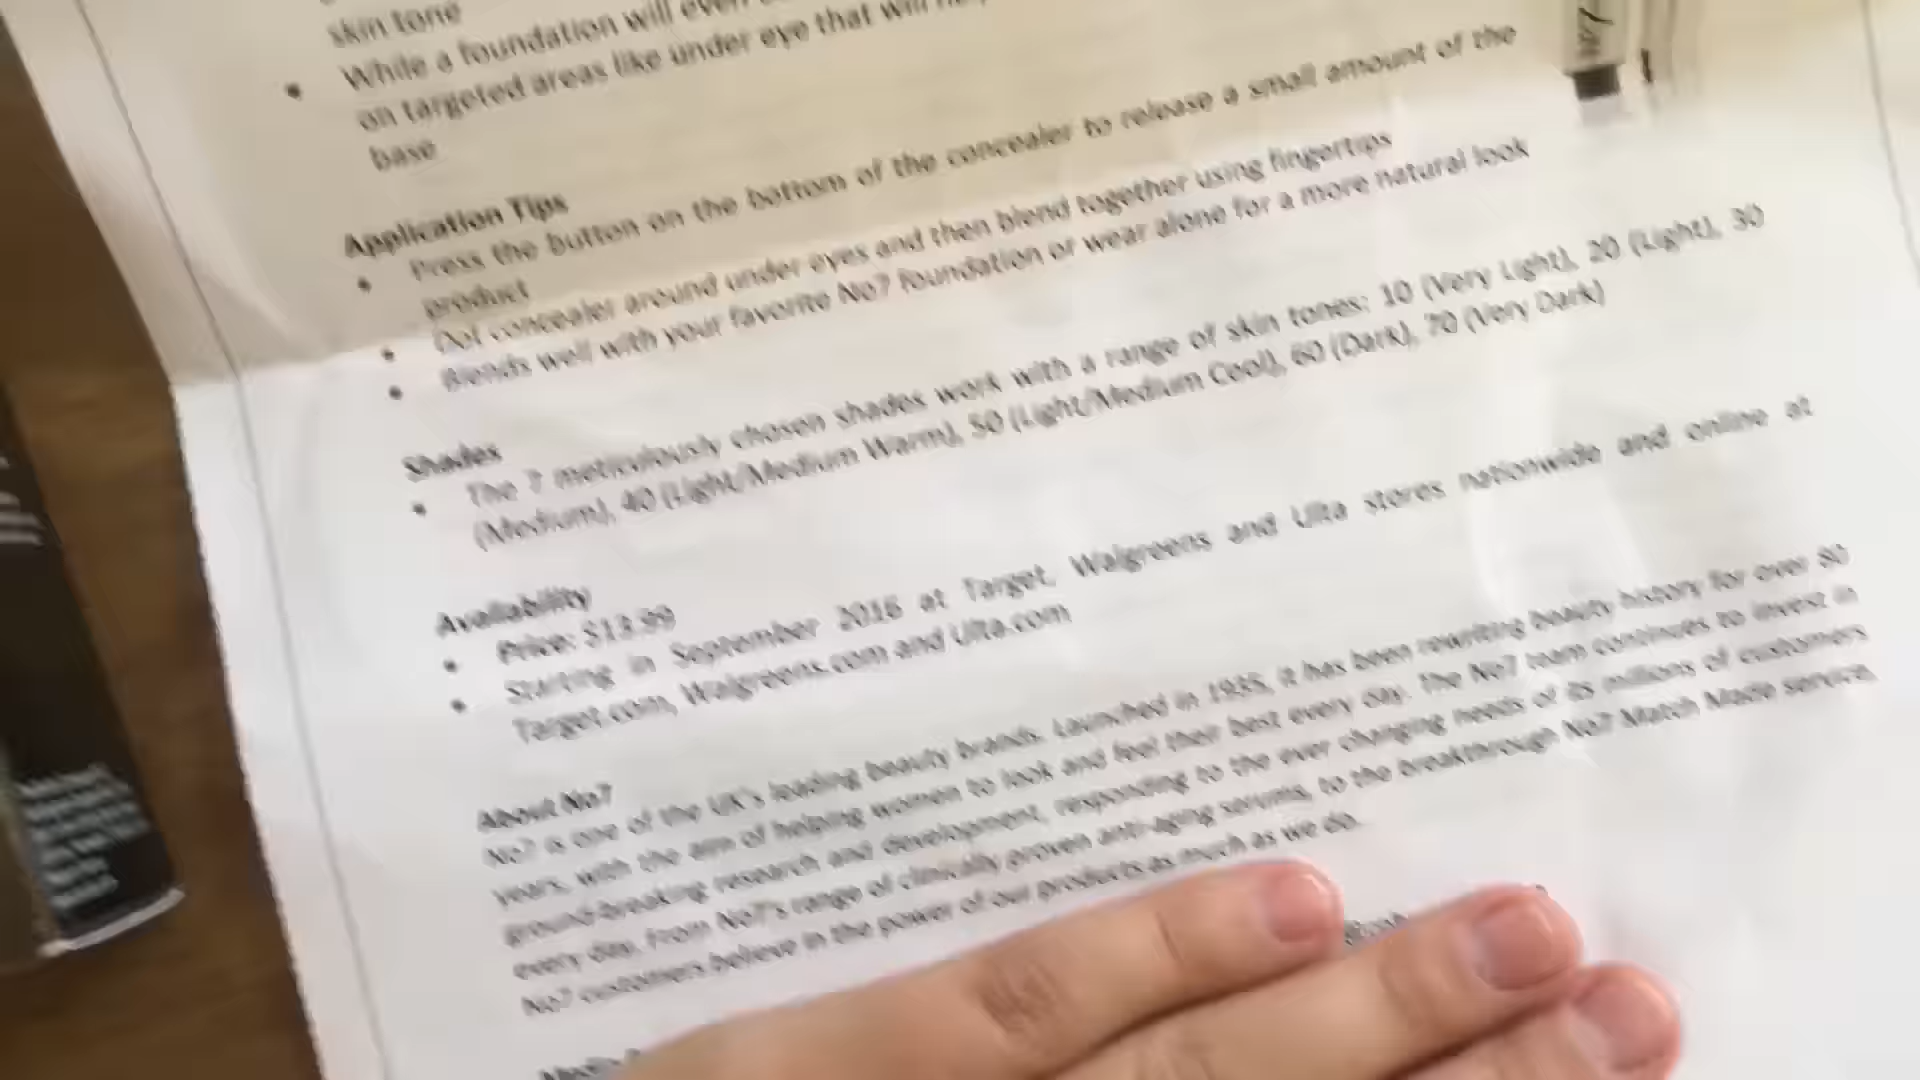 skin tone
While a foundation will even
on targeted areas like under eye that will
base
Application Tips
Press the button on the bottom of the concealer to release a small amount of the
product
Dot concealer around under eyes and then blend together using fingertips
Blends well with your favorite No7 foundation or wear alone for a more natural look
Shades
The 7 meticulously chosen shades work with a range of skin tones: 10 (Very Light), 20 (Light), 30
(Medium), 40 (Light/Medium Warm), 50 (Light/Medium Cool), 60 (Dark), 70 (Very Dark)
Availability
Price: $13.99
Starting in September 2016 at Target, Walgreens and Ulta stores nationwide and online at
Target.com, Walgreens.com and Ulta.com
About No7
No7 is one of the UK's leading beauty brands. Launched in 1935, it has been rewriting beauty history for over 80
years, with the aim of helping women to look and feel their best every day. The No7 team continues to invest in
ground-breaking research and development, responding to the ever changing needs of its millions of customers
every day. From No7's range of clinically proven anti-aging serums, to the breakthrough No7 Match Made service,
No7 customers believe in the power of our products as much as we do.